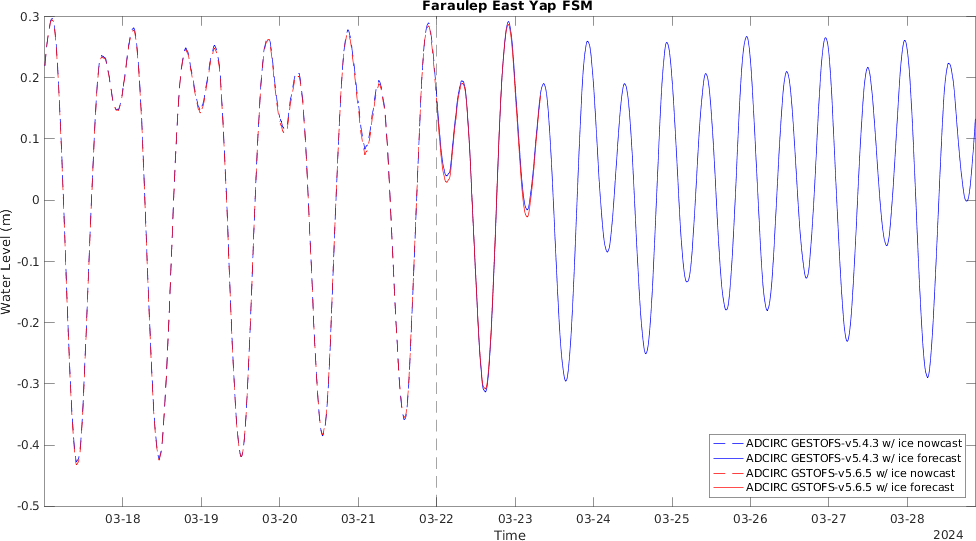 Faraulep East Yap FSM
0.3
0.2
0.1
0
-0.1
-0.2
-0.3
-0.4
-0.5
Water Level (m)
ADCIRC GESTOFS-v5.4.3 w/ ice nowcast
ADCIRC GESTOFS-v5.4.3 w/ ice forecast
ADCIRC GSTOFS-v5.6.5 w/ ice nowcast
ADCIRC GSTOFS-v5.6.5 w/ ice forecast
03-18 03-19 03-20 03-21 03-22 03-23 03-24 03-25 03-26 03-27 03-28
Time
2024